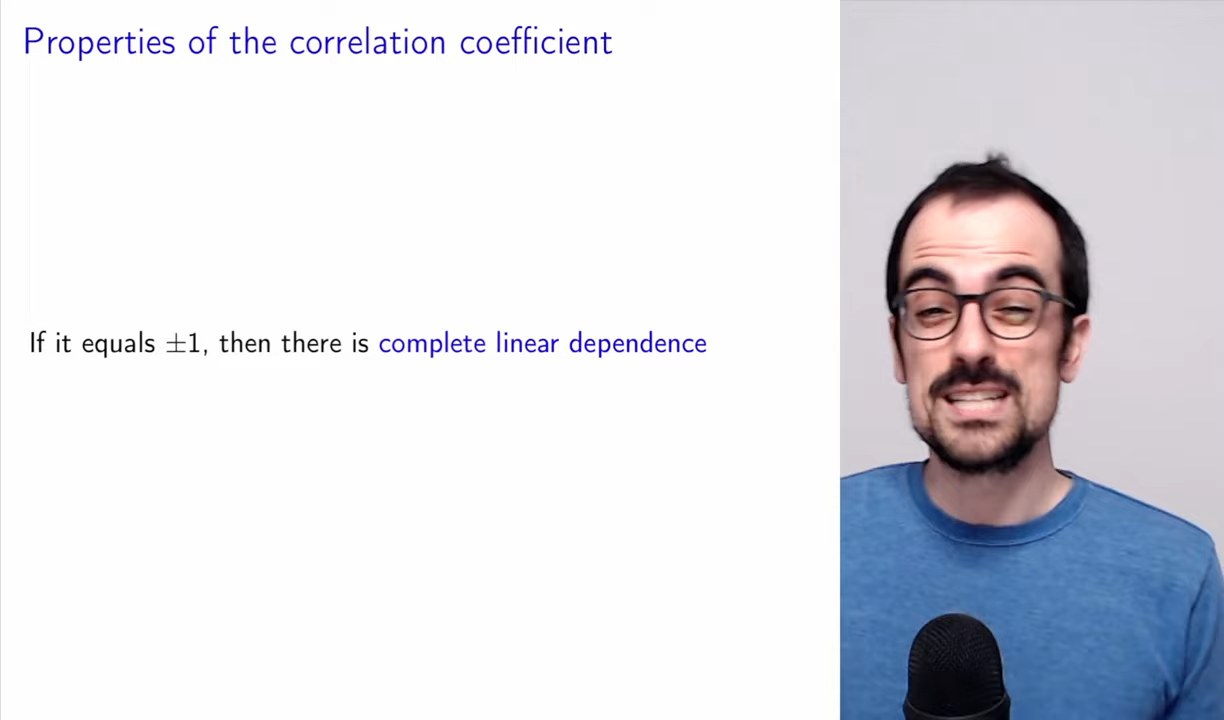 Properties of the correlation coefficient
If it equals ±1, then there is complete linear dependence